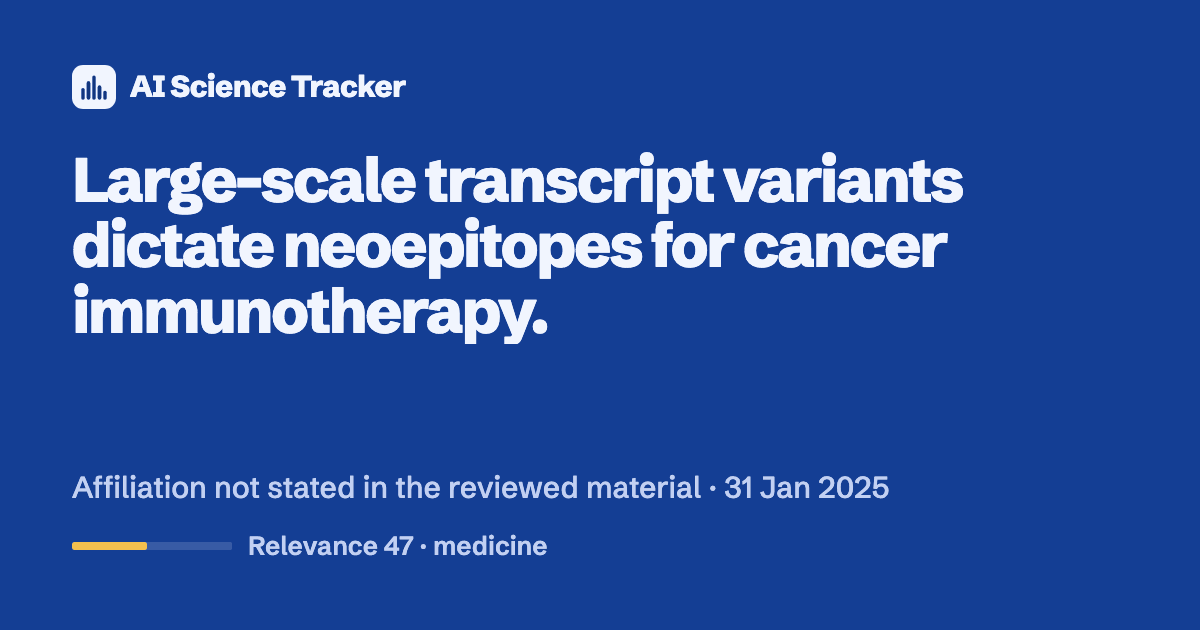 AI Science Tracker
Large-scale transcript variants
dictate neoepitopes for cancer
immunotherapy.
Affiliation not stated in the reviewed material · 31 Jan 2025
Relevance 47 · medicine